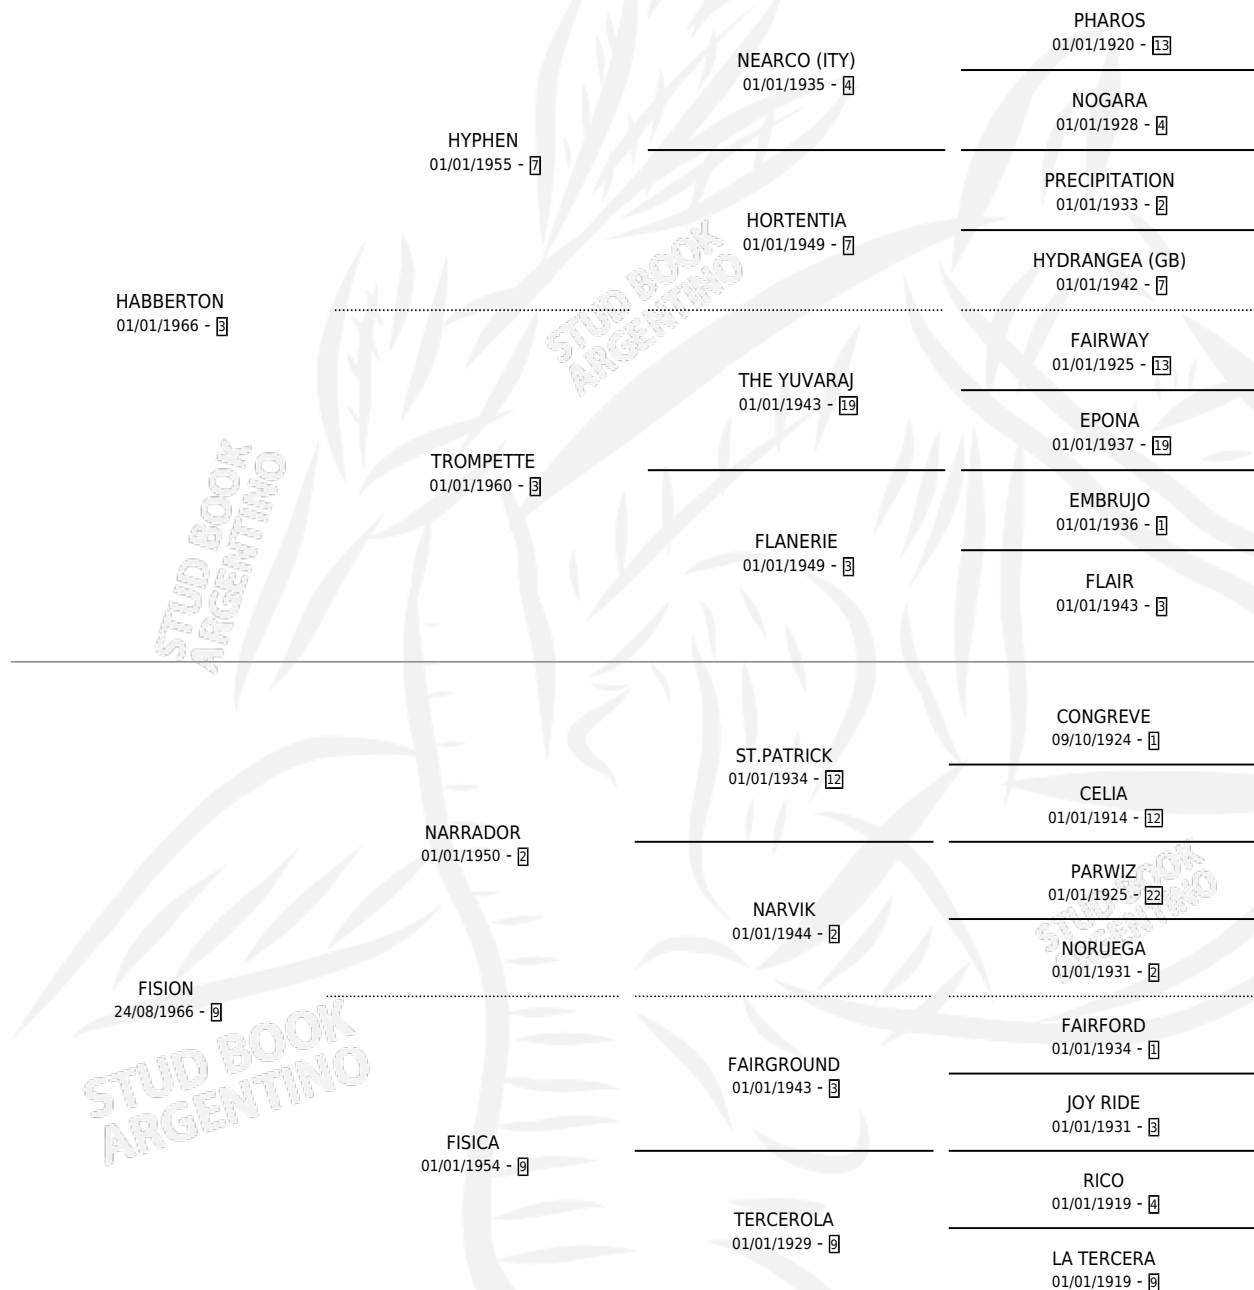 PHAROS
01/01/1920 - 13
NEARCO (ITY)
01/01/1935 - 4
NOGARA
01/01/1928 - 4
HYPHEN
01/01/1955 - 7
PRECIPITATION
01/01/1933 - 2
HORTENTIA
01/01/1949 - 7
HYDRANGEA (GB)
01/01/1942 - 7
HABBERTON
01/01/1966 - 3
FAIRWAY
01/01/1925 - 13
THE YUVARAJ
01/01/1943 - 19
EPONA
01/01/1937 - 19
TROMPETTE
01/01/1960 - 3
EMBRUJO
01/01/1936 - 1
FLANERIE
01/01/1949 - 3
FLAIR
01/01/1943 - 3
CONGREVE
09/10/1924 - 1
ST.PATRICK
01/01/1934 - 12
CELIA
01/01/1914 - 12
NARRADOR
01/01/1950 - 2
PARWIZ
01/01/1925 - 22
NARVIK
01/01/1944 - 2
NORUEGA
01/01/1931 - 2
FISION
24/08/1966 - 9
FAIRFORD
01/01/1934 - 1
FAIRGROUND
01/01/1943 - 3
JOY RIDE
01/01/1931 - 3
FISICA
01/01/1954 - 9
RICO
01/01/1919 - 4
TERCEROLA
01/01/1929 - 9
LA TERCERA
01/01/1919 - 9
STUD BOOK
ARGENTINO
STUD BOOK
ARGENTINO
STUD BOOK
ARGENTINO
STUD BOOK
ARGENTINO